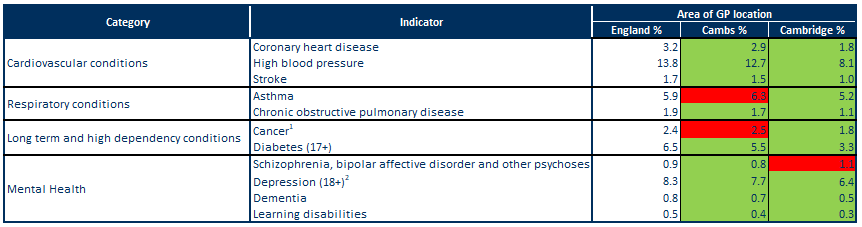 Category Indicator Area of GP location
England % Cambs % Cambridge %
Cardiovascular conditions
Coronary heart disease 3.2 2.9 1.8
High blood pressure 13.8 12.7 8.1
Stroke 1.7 1.5 1.0
Respiratory conditions
Asthma 5.9 6.3 5.2
Chronic obstructive pulmonary disease 1.9 1.7 1.1
Long term and high dependency conditions
Cancer¹ 2.4 2.5 1.8
Diabetes (17+) 6.5 5.5 3.3
Mental Health
Schizophrenia, bipolar affective disorder and other psychoses 0.9 0.8 1.1
Depression (18+)² 8.3 7.7 6.4
Dementia 0.8 0.7 0.5
Learning disabilities 0.5 0.4 0.3